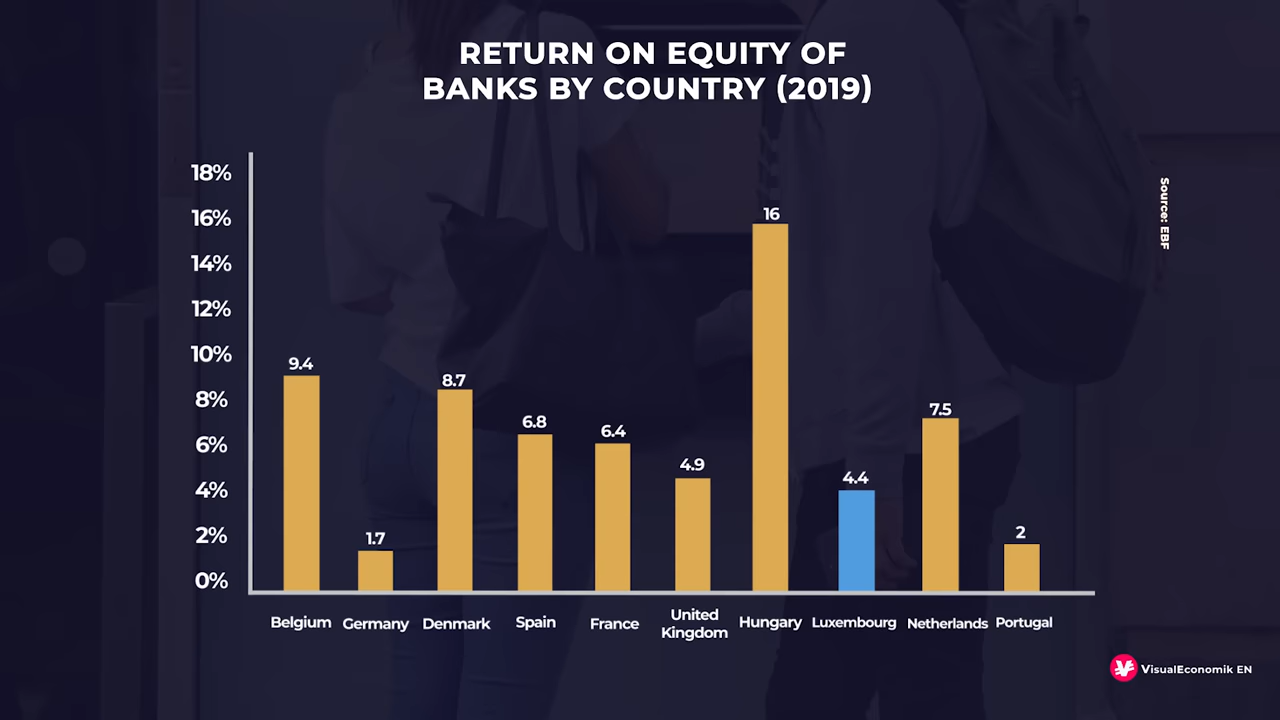 RETURN ON EQUITY OF
BANKS BY COUNTRY (2019)
18%
16%
14%
12%
10%
8%
6%
4%
2%
0%
9.4
1.7
8.7
6.8
6.4
4.9
16
4.4
7.5
2
Belgium
Germany
Denmark
Spain
France
United
Kingdom
Hungary
Luxembourg
Netherlands
Portugal
Source: EBF
VisualEconomik EN